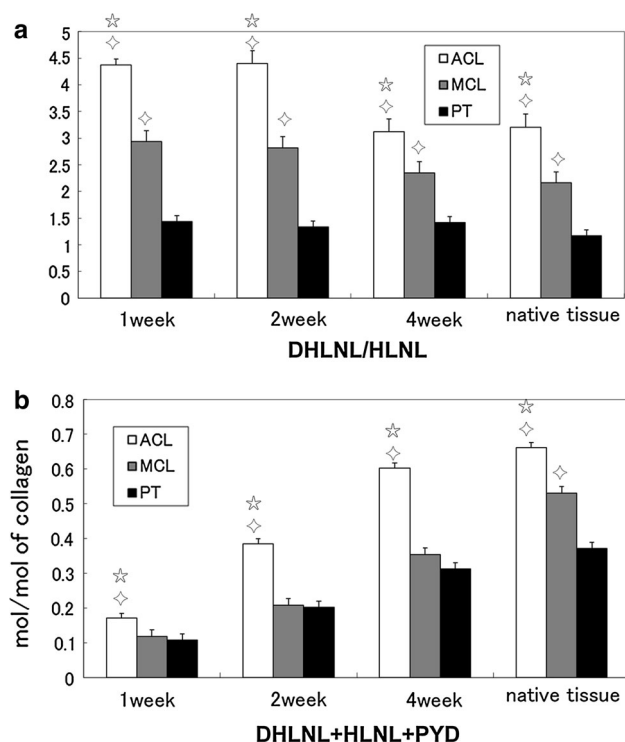 a
5
4.5
4
3.5
3
2.5
2
1.5
1
0.5
0
ACL
MCL
PT
1week 2week 4week native tissue
DHLNL/HLNL
b
mol/mol of collagen
0.8
0.7
0.6
0.5
0.4
0.3
0.2
0.1
0
ACL
MCL
PT
1week 2week 4week native tissue
DHLNL+HLNL+PYD